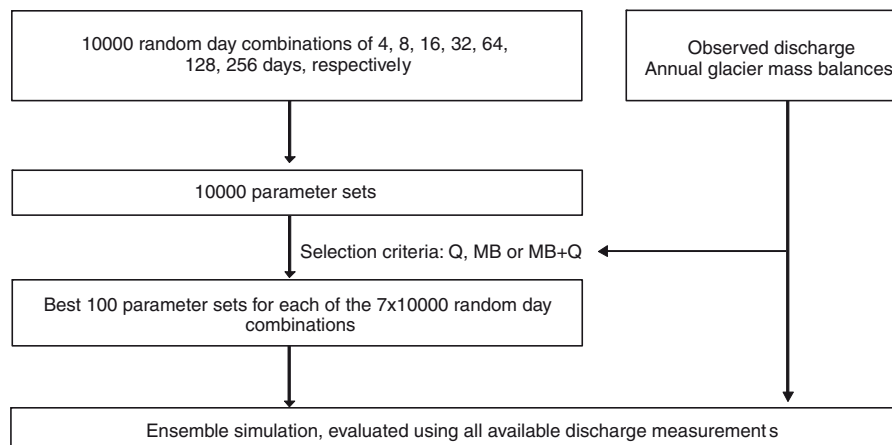 10000 random day combinations of 4, 8, 16, 32, 64,
128, 256 days, respectively
Observed discharge
Annual glacier mass balances
10000 parameter sets
Selection criteria: Q, MB or MB+Q
Best 100 parameter sets for each of the 7x10000 random day
combinations
Ensemble simulation, evaluated using all available discharge measurements